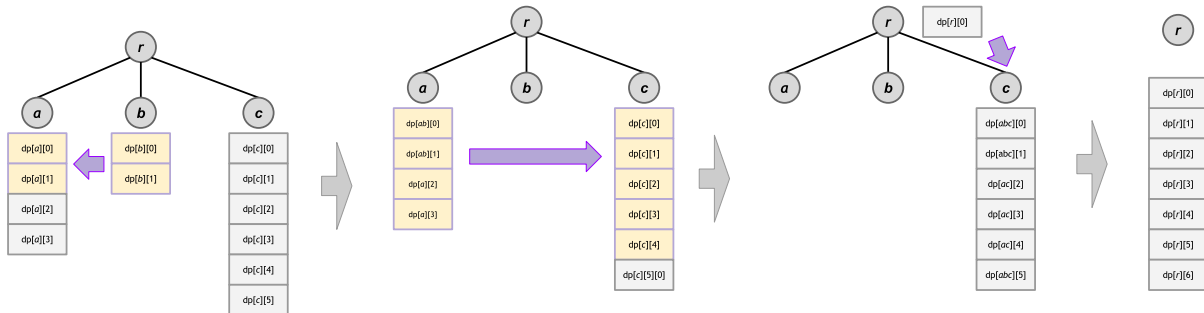 r
a
b
c
dp[a][0]
dp[a][1]
dp[a][2]
dp[a][3]
dp[b][0]
dp[b][1]
dp[c][0]
dp[c][1]
dp[c][2]
dp[c][3]
dp[c][4]
dp[c][5]
r
a
b
c
dp[ab][0]
dp[ab][1]
dp[a][2]
dp[a][3]
dp[c][0]
dp[c][1]
dp[c][2]
dp[c][3]
dp[c][4]
dp[c][5][0]
r
dp[r][0]
a
b
c
dp[abc][0]
dp[abc][1]
dp[ac][2]
dp[ac][3]
dp[ac][4]
dp[abc][5]
r
dp[r][0]
dp[r][1]
dp[r][2]
dp[r][3]
dp[r][4]
dp[r][5]
dp[r][6]